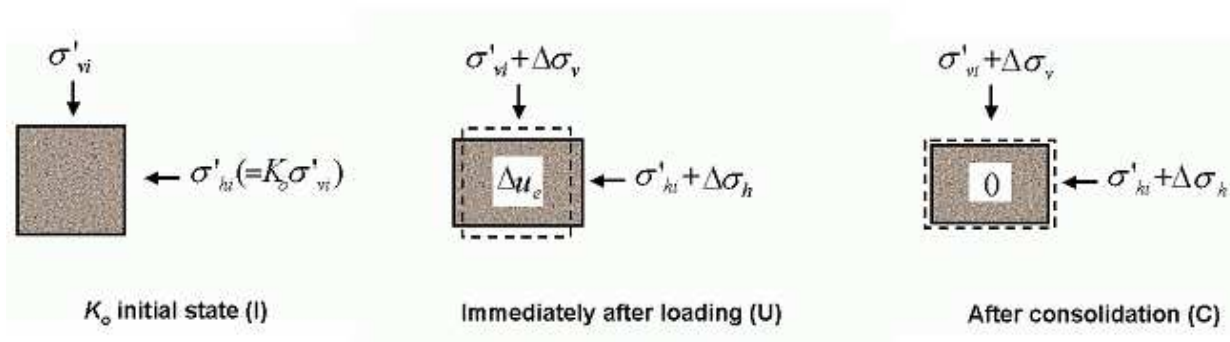 σ'vi
σ'hi(=Koσ'vi)
Ko initial state (I)
σ'vi+Δσv
Δue
σ'hi+Δσh
Immediately after loading (U)
σ'vi+Δσv
0
σ'hi+Δσh
After consolidation (C)